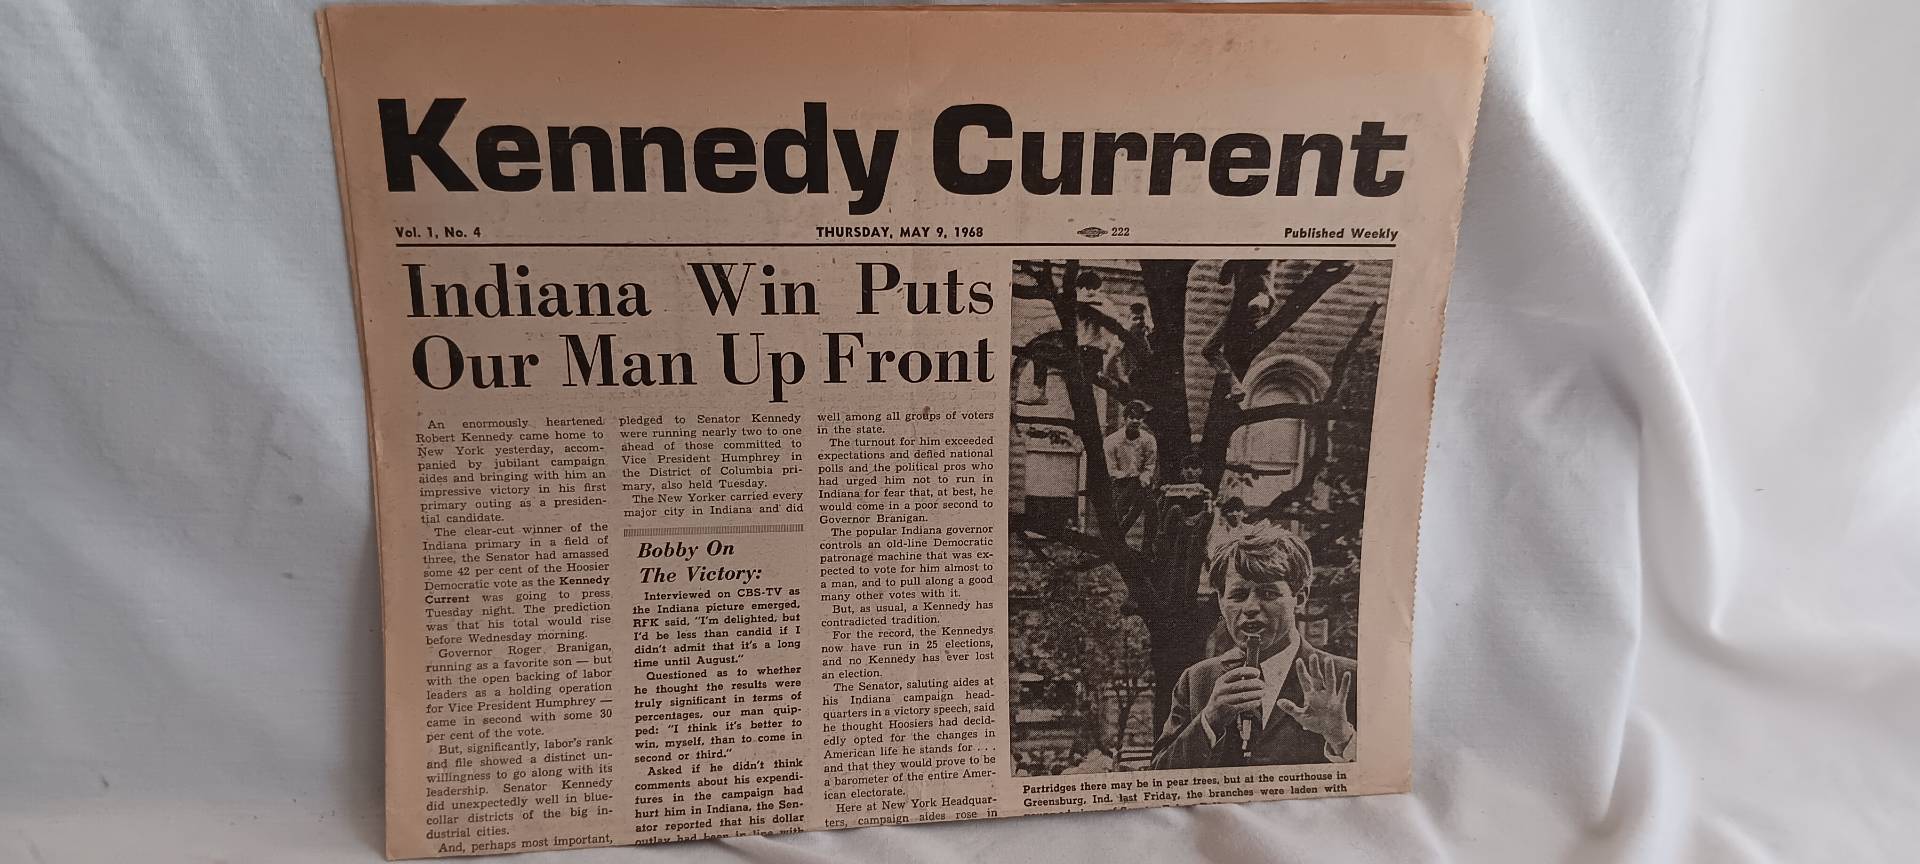 Kennedy Current
Vol. 1, No. 4
THURSDAY, MAY 9, 1968
222
Published Weekly
Indiana Win Puts
Our Man Up Front
An enormously heartened
Robert Kennedy came home to
New York yesterday, accom-
panied by jubilant campaign
aides and bringing with him an
impressive victory in his first
primary outing as a presiden-
tial candidate.
The clear-cut winner of the
Indiana primary in a field of
three, the Senator had amassed
some 42 per cent of the Hoosier
Democratic vote as the Kennedy
Current was going to press
Tuesday night. The prediction
was that his total would rise
before Wednesday morning.
Governor Roger Branigan,
running as a favorite son — but
with the open backing of labor
leaders as a holding operation
for Vice President Humphrey —
came in second with some 30
per cent of the vote.
But, significantly, labor's rank
and file showed a distinct un-
willingness to go along with its
leadership. Senator Kennedy
did unexpectedly well in blue-
collar districts of the big in-
dustrial cities.
And, perhaps most important,
pledged to Senator Kennedy
were running nearly two to one
ahead of those committed to
Vice President Humphrey in
the District of Columbia pri-
mary, also held Tuesday.
The New Yorker carried every
major city in Indiana and did
Bobby On
The Victory:
Interviewed on CBS-TV as
the Indiana picture emerged,
RFK said, "I'm delighted, but
I'd be less than candid if I
didn't admit that it's a long
time until August."
Questioned as to whether
he thought the results were
truly significant in terms of
percentages, our man quip-
ped: "I think it's better to
win, myself, than to come in
second or third."
Asked if he didn't think
comments about his expendi-
tures in the campaign had
hurt him in Indiana, the Sen-
ator reported that his dollar
outlay had been in line with
well among all groups of voters
in the state.
The turnout for him exceeded
expectations and defied national
polls and the political pros who
had urged him not to run in
Indiana for fear that, at best, he
would come in a poor second to
Governor Branigan.
The popular Indiana governor
controls an old-line Democratic
patronage machine that was ex-
pected to vote for him almost to
a man, and to pull along a good
many other votes with it.
But, as usual, a Kennedy has
contradicted tradition.
For the record, the Kennedys
now have run in 25 elections,
and no Kennedy has ever lost
an election.
The Senator, saluting aides at
his Indiana campaign head-
quarters in a victory speech, said
he thought Hoosiers had decid-
edly opted for the changes in
American life he stands for . . .
and that they would prove to be
a barometer of the entire Amer-
ican electorate.
Here at New York Headquar-
ters, campaign aides rose in
Partridges there may be in pear trees, but at the courthouse in
Greensburg, Ind. last Friday, the branches were laden with